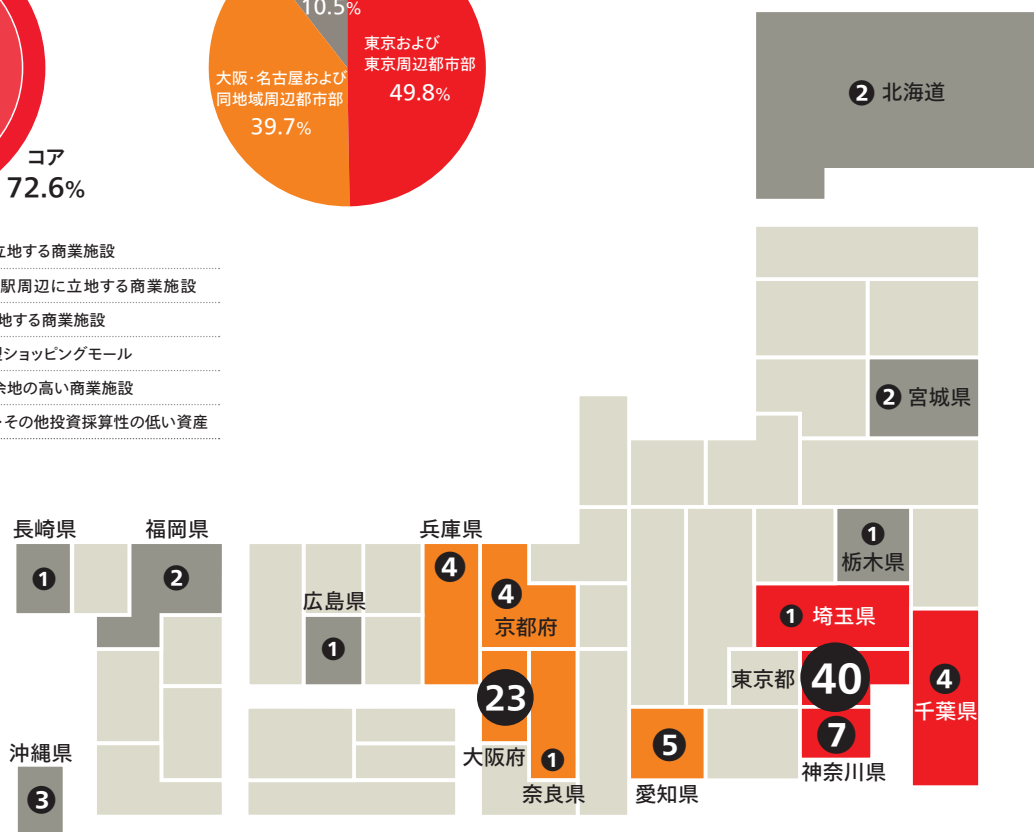 10.5%
東京および
東京周辺都市部
49.8%
大阪・名古屋および
同地域周辺都市部
39.7%
コア
72.6%
立地する商業施設
駅周辺に立地する商業施設
地する商業施設
ショッピングモール
余地の高い商業施設
・その他投資採算性の低い資産
2 北海道
2 宮城県
1
栃木県
1 埼玉県
東京都 40
4
千葉県
7
神奈川県
5
愛知県
兵庫県
4
4
京都府
23
大阪府
1
奈良県
広島県
1
福岡県
2
長崎県
1
沖縄県
3